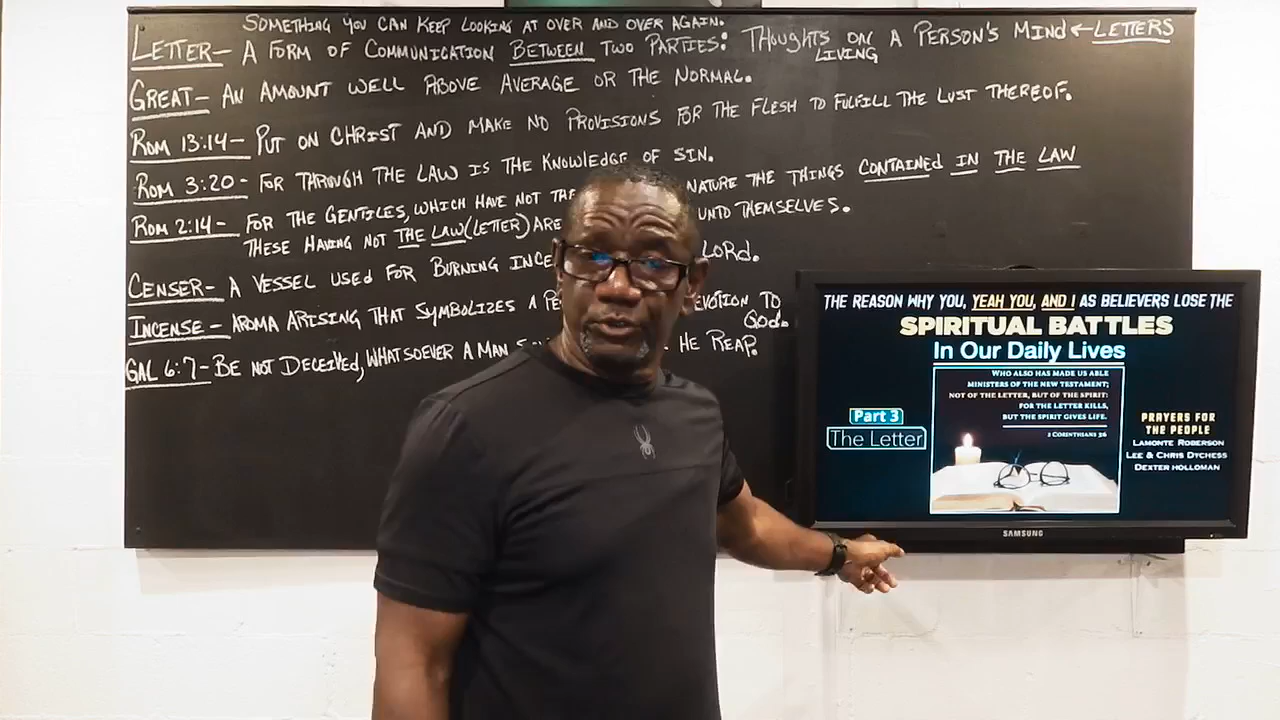 SOMETHING YOU CAN KEEP LOOKING AT OVER AND OVER AGAIN.
LETTER- A FORM OF COMMUNICATION BETWEEN TWO PARTIES: THOUGHTS ON A PERSON'S MIND ← LETTERS
LIVING
GREAT- AN AMOUNT WELL ABOVE AVERAGE OR THE NORMAL.
ROM 13:14- PUT ON CHRIST AND MAKE NO PROVISIONS FOR THE FLESH TO FULFILL THE LUST THEREOF.
ROM 3:20- FOR THROUGH THE LAW IS THE KNOWLEDGE OF SIN.
ROM 2:14- FOR THE GENTILES, WHICH HAVE NOT THE NATURE THE THINGS CONTAINED IN THE LAW
THESE HAVING NOT THE LAW (LETTER) ARE UNTO THEMSELVES.
CENSER- A VESSEL USED FOR BURNING INCE LORD.
INCENSE- AROMA ARISING THAT SYMBOLIZES A PE EVOTION TO
GOD.
GAL 6:7- BE NOT DECEIVED, WHATSOEVER A MAN HE REAP.
THE REASON WHY YOU, YEAH YOU, AND I AS BELIEVERS LOSE THE
SPIRITUAL BATTLES
In Our Daily Lives
WHO ALSO HAS MADE US ABLE
MINISTERS OF THE NEW TESTAMENT;
NOT OF THE LETTER, BUT OF THE SPIRIT:
FOR THE LETTER KILLS,
BUT THE SPIRIT GIVES LIFE.
2 CORINTHIANS 3:6
Part 3
The Letter
PRAYERS FOR
THE PEOPLE
LAMONTE ROBERSON
LEE & CHRIS DYCHESS
DEXTER HOLLOMAN
SAMSUNG